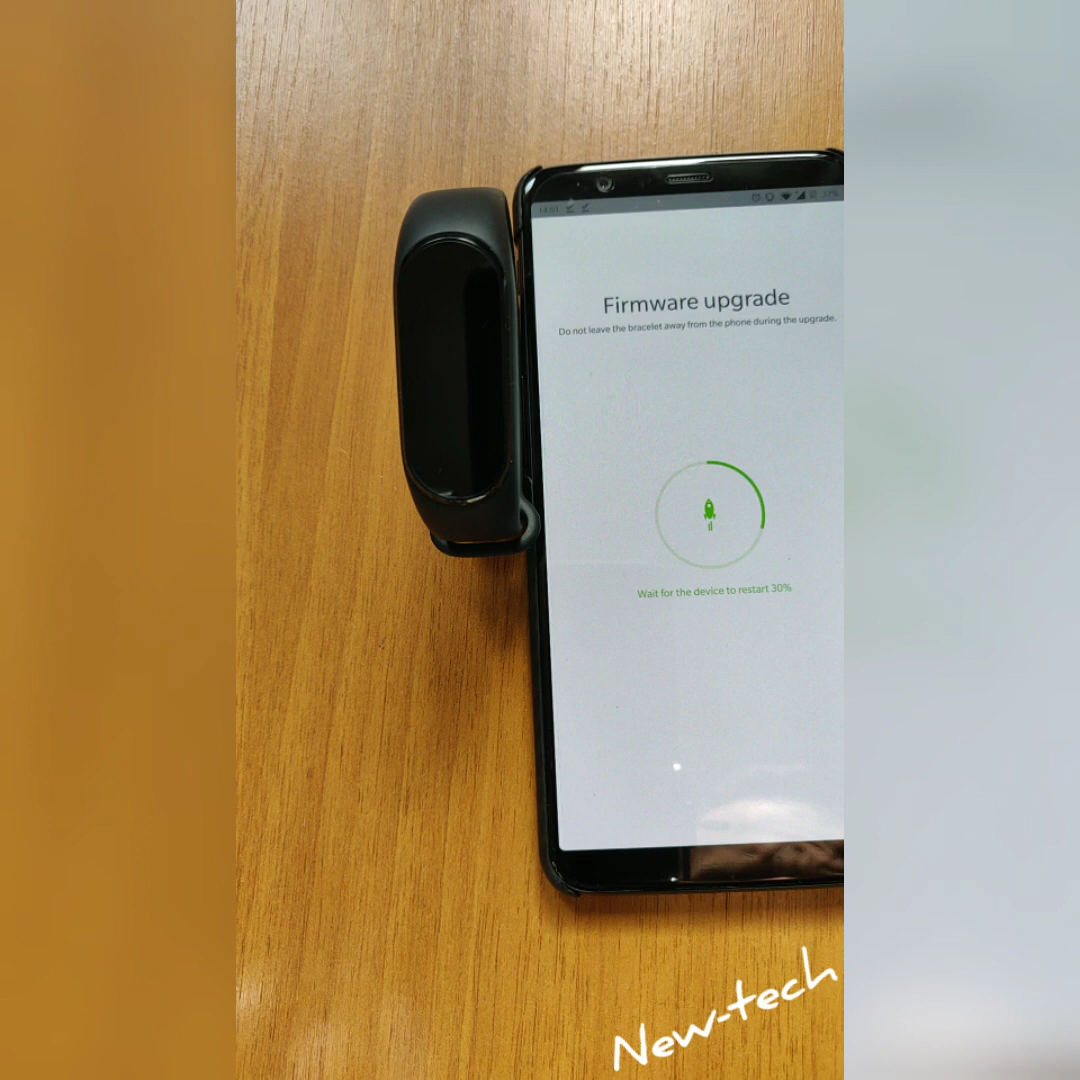 Firmware upgrade
Do not leave the bracelet away from the phone during the upgrade.
Wait for the device to restart 30%
New-tech